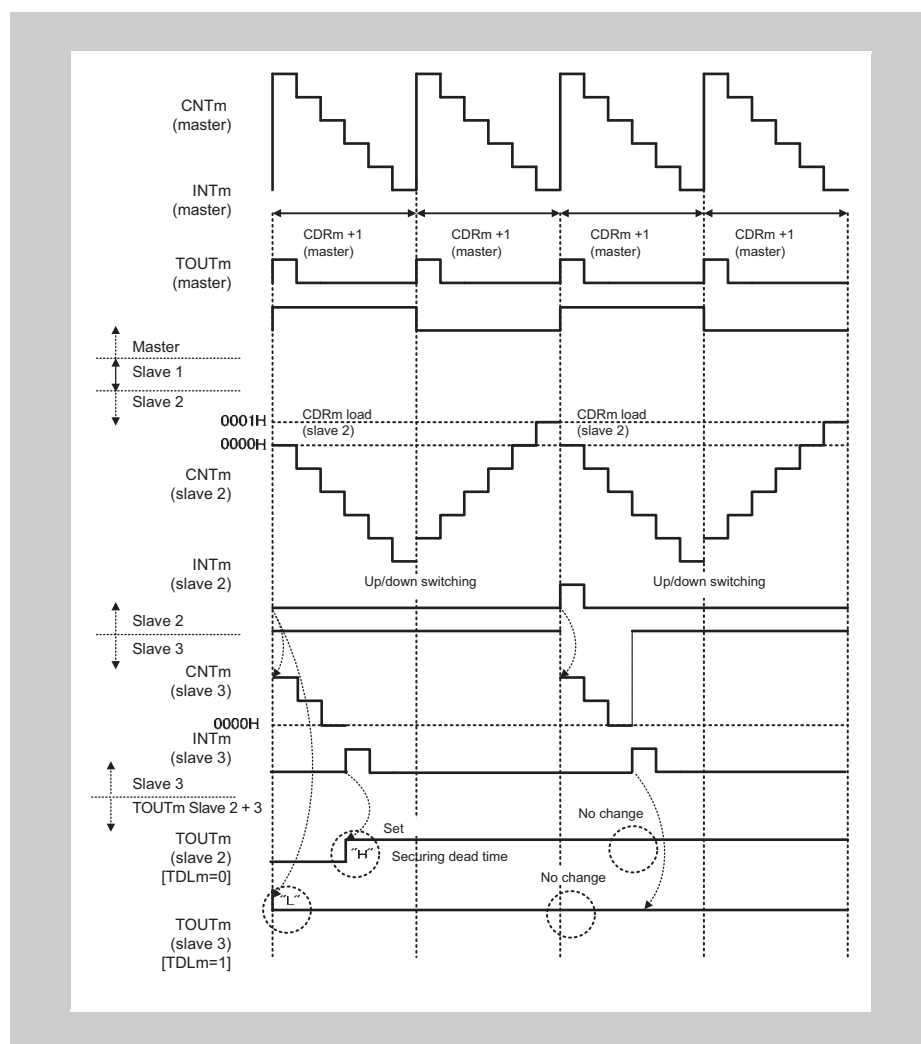 CNTm
(master)
INTm
(master)
CDRm +1
(master)
CDRm +1
(master)
CDRm +1
(master)
CDRm +1
(master)
TOUTm
(master)
Master
Slave 1
Slave 2
0001H
0000H
CDRm load
(slave 2)
CDRm load
(slave 2)
CNTm
(slave 2)
INTm
(slave 2)
Up/down switching
Up/down switching
Slave 2
Slave 3
CNTm
(slave 3)
0000H
INTm
(slave 3)
Slave 3
TOUTm Slave 2 + 3
TOUTm
(slave 2)
[TDLm=0]
Set
"H"
Securing dead time
No change
No change
"L"
TOUTm
(slave 3)
[TDLm=1]